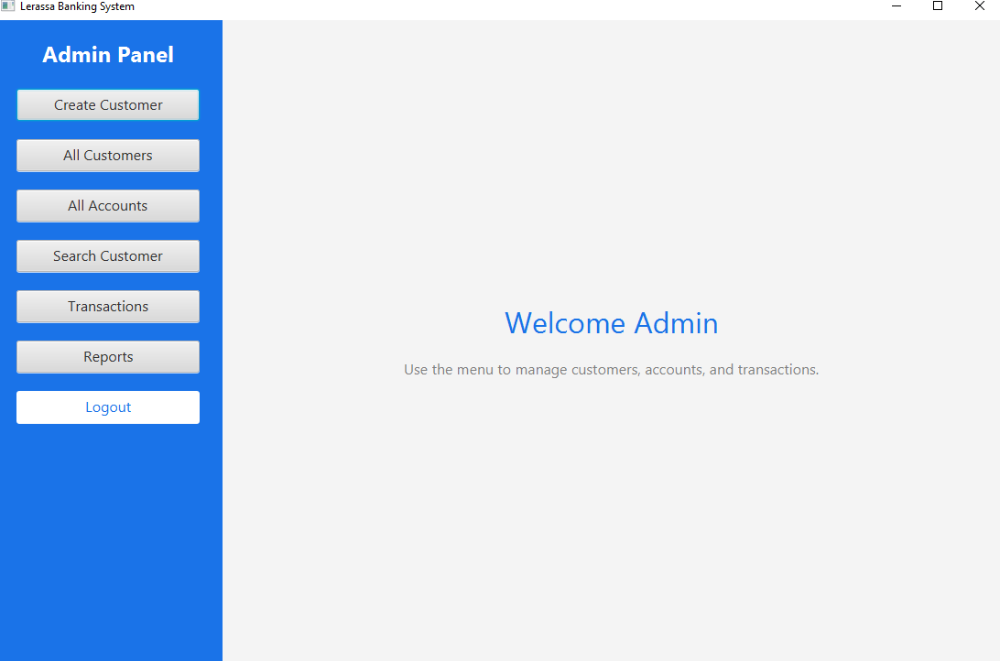 Lerassa Banking System
Admin Panel
Create Customer
All Customers
All Accounts
Search Customer
Transactions
Reports
Logout
Welcome Admin
Use the menu to manage customers, accounts, and transactions.